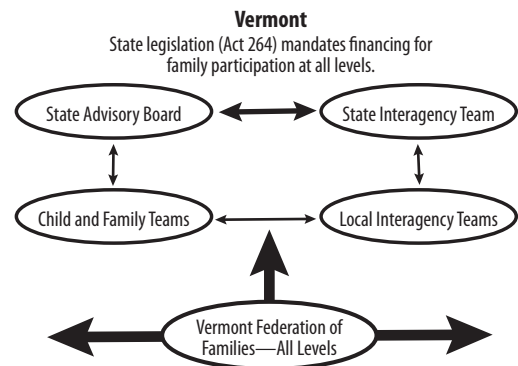 Vermont
State legislation (Act 264) mandates financing for
family participation at all levels.
State Advisory Board
State Interagency Team
Child and Family Teams
Local Interagency Teams
Vermont Federation of
Families—All Levels